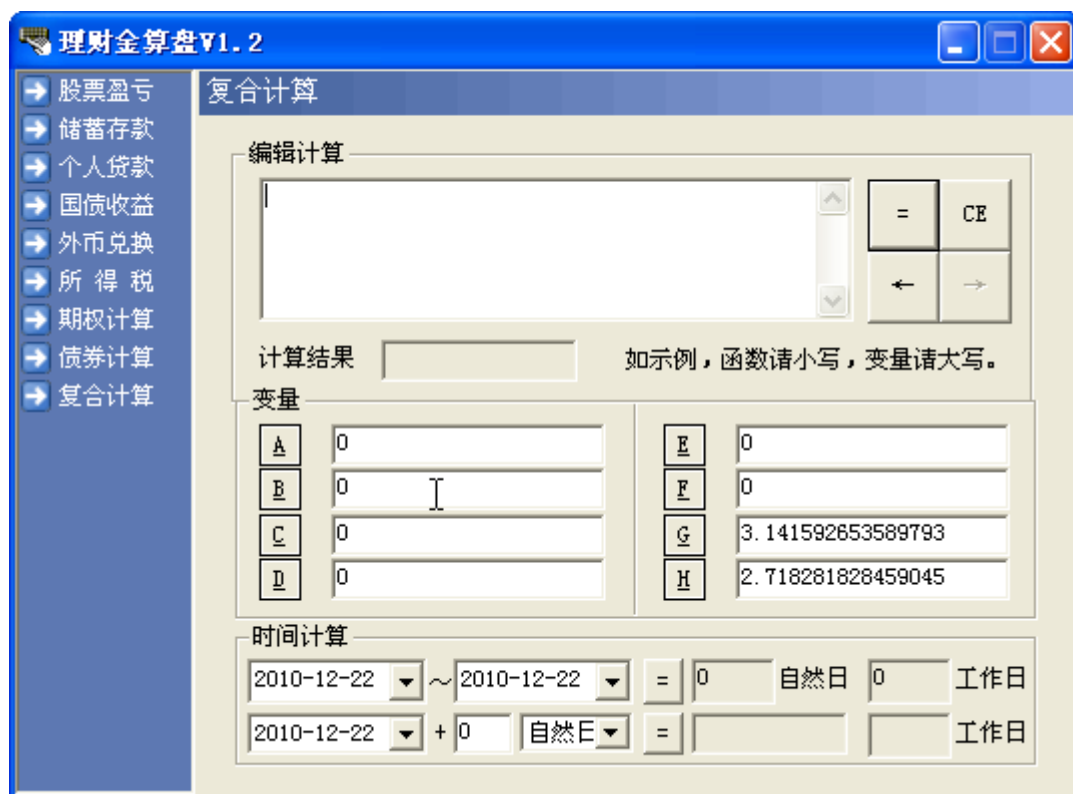 理财金算盘V1.2
股票盈亏
储蓄存款
个人贷款
国债收益
外币兑换
所 得 税
期权计算
债券计算
复合计算
复合计算
编辑计算
= CE
← →
计算结果 如示例，函数请小写，变量请大写。
变量
A 0 E 0
B 0 F 0
C 0 G 3.141592653589793
D 0 H 2.718281828459045
时间计算
2010-12-22 ～ 2010-12-22 = 0 自然日 0 工作日
2010-12-22 + 0 自然日 = 工作日